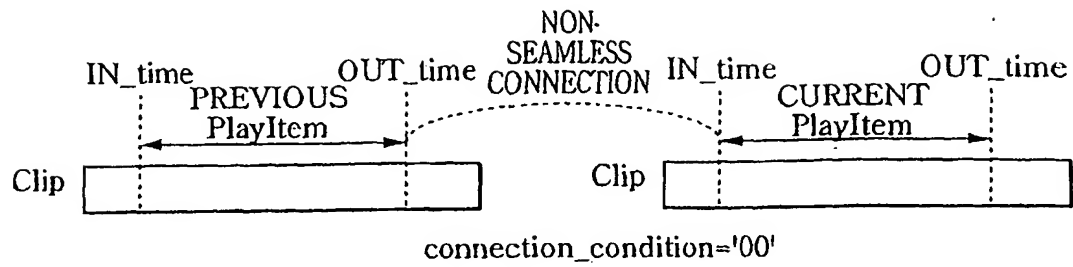 NON-
SEAMLESS
CONNECTION
IN_time
OUT_time
IN_time
OUT_time
PREVIOUS
PlayItem
CURRENT
PlayItem
Clip
Clip
connection_condition='00'